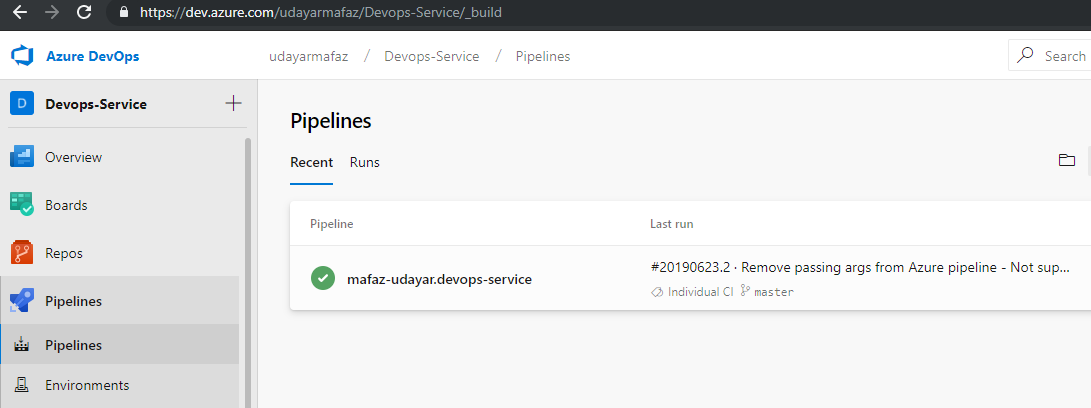 https://dev.azure.com/udayarmafaz/Devops-Service/_build
Azure DevOps
udayarmafaz / Devops-Service / Pipelines
Search
D Devops-Service +
Overview
Boards
Repos
Pipelines
Pipelines
Environments
Pipelines
Recent Runs
Pipeline Last run
mafaz-udayar.devops-service
#20190623.2 · Remove passing args from Azure pipeline - Not sup...
Individual CI master